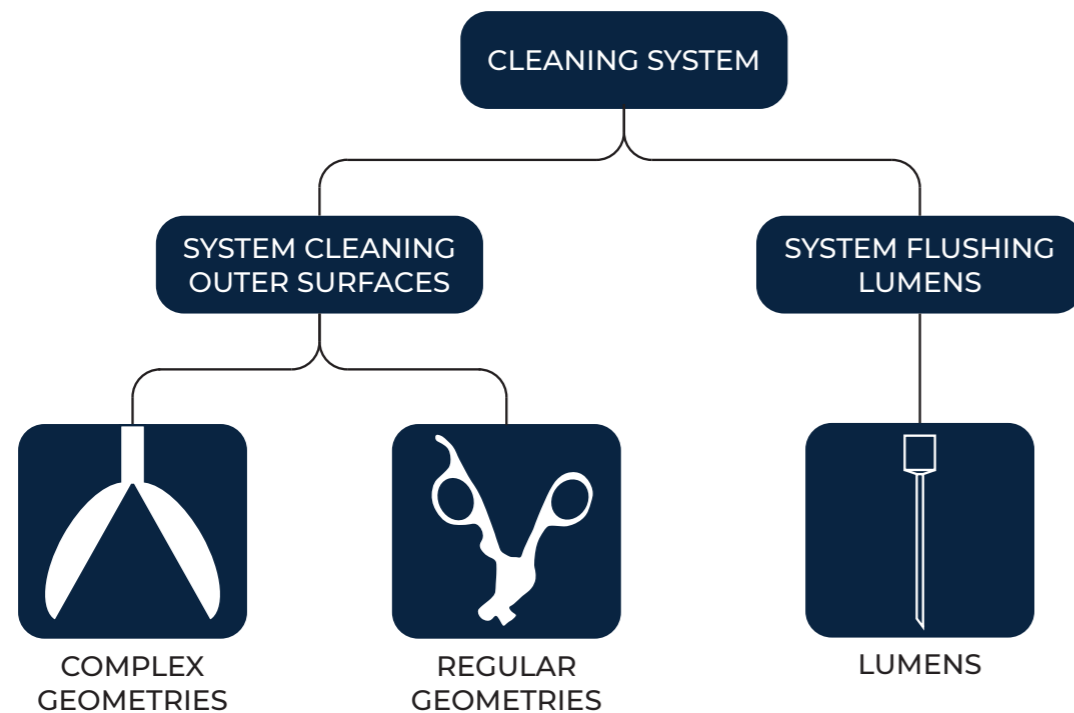 CLEANING SYSTEM
SYSTEM CLEANING
OUTER SURFACES
SYSTEM FLUSHING
LUMENS
COMPLEX
GEOMETRIES
REGULAR
GEOMETRIES
LUMENS